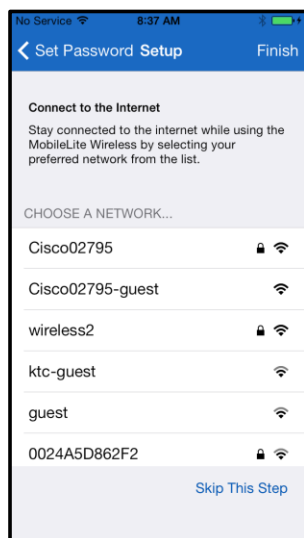 No Service 8:37 AM
Set Password Setup Finish
Connect to the Internet
Stay connected to the internet while using the
MobileLite Wireless by selecting your
preferred network from the list.
CHOOSE A NETWORK...
Cisco02795
Cisco02795-guest
wireless2
ktc-guest
guest
0024A5D862F2
Skip This Step